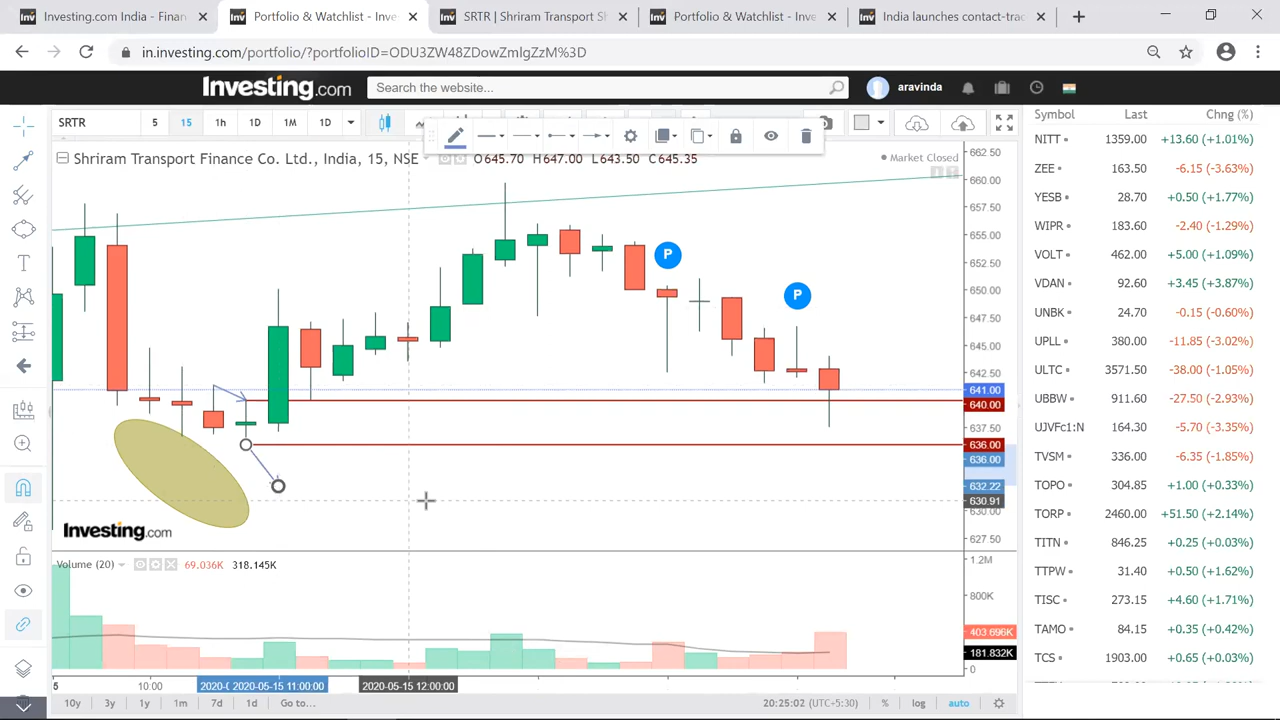 Investing.com India - Finan
Portfolio & Watchlist - Inve
SRTR | Shriram Transport Sh
Portfolio & Watchlist - Inve
India launches contact-trac
in.investing.com/portfolio/?portfolioID=ODU3ZW48ZDowZmIgZzM%3D
Investing.com
Search the website...
aravinda
SRTR 5 15 1h 1D 1M 1D
Shriram Transport Finance Co. Ltd., India, 15, NSE O645.70 H647.00 L643.50 C645.35
Market Closed
662.50
660.00
657.50
655.00
652.50
650.00
647.50
645.00
642.50
641.00
640.00
637.50
636.00
636.00
632.22
630.91
630.00
627.50
P
P
Investing.com
Volume (20) 69.036K 318.145K
1.2M
800K
403.696K
181.832K
0
5 10:00 2020-0 2020-05-15 11:00:00 2020-05-15 12:00:00
10y 3y 1y 1m 7d 1d Go to... 20:25:02 (UTC+5:30) % log auto
Symbol Last Chng (%)
NITT 1359.00 +13.60 (+1.01%)
ZEE 163.50 -6.15 (-3.63%)
YESB 28.70 +0.50 (+1.77%)
WIPR 183.60 -2.40 (-1.29%)
VOLT 462.00 +5.00 (+1.09%)
VDAN 92.60 +3.45 (+3.87%)
UNBK 24.70 -0.15 (-0.60%)
UPLL 380.00 -11.85 (-3.02%)
ULTC 3571.50 -38.00 (-1.05%)
UBBW 911.60 -27.50 (-2.93%)
UJVFc1:N 164.30 -5.70 (-3.35%)
TVSM 336.00 -6.35 (-1.85%)
TOPO 304.85 +1.00 (+0.33%)
TORP 2460.00 +51.50 (+2.14%)
TITN 846.25 +0.25 (+0.03%)
TTPW 31.40 +0.50 (+1.62%)
TISC 273.15 +4.60 (+1.71%)
TAMO 84.15 +0.35 (+0.42%)
TCS 1903.00 +0.65 (+0.03%)